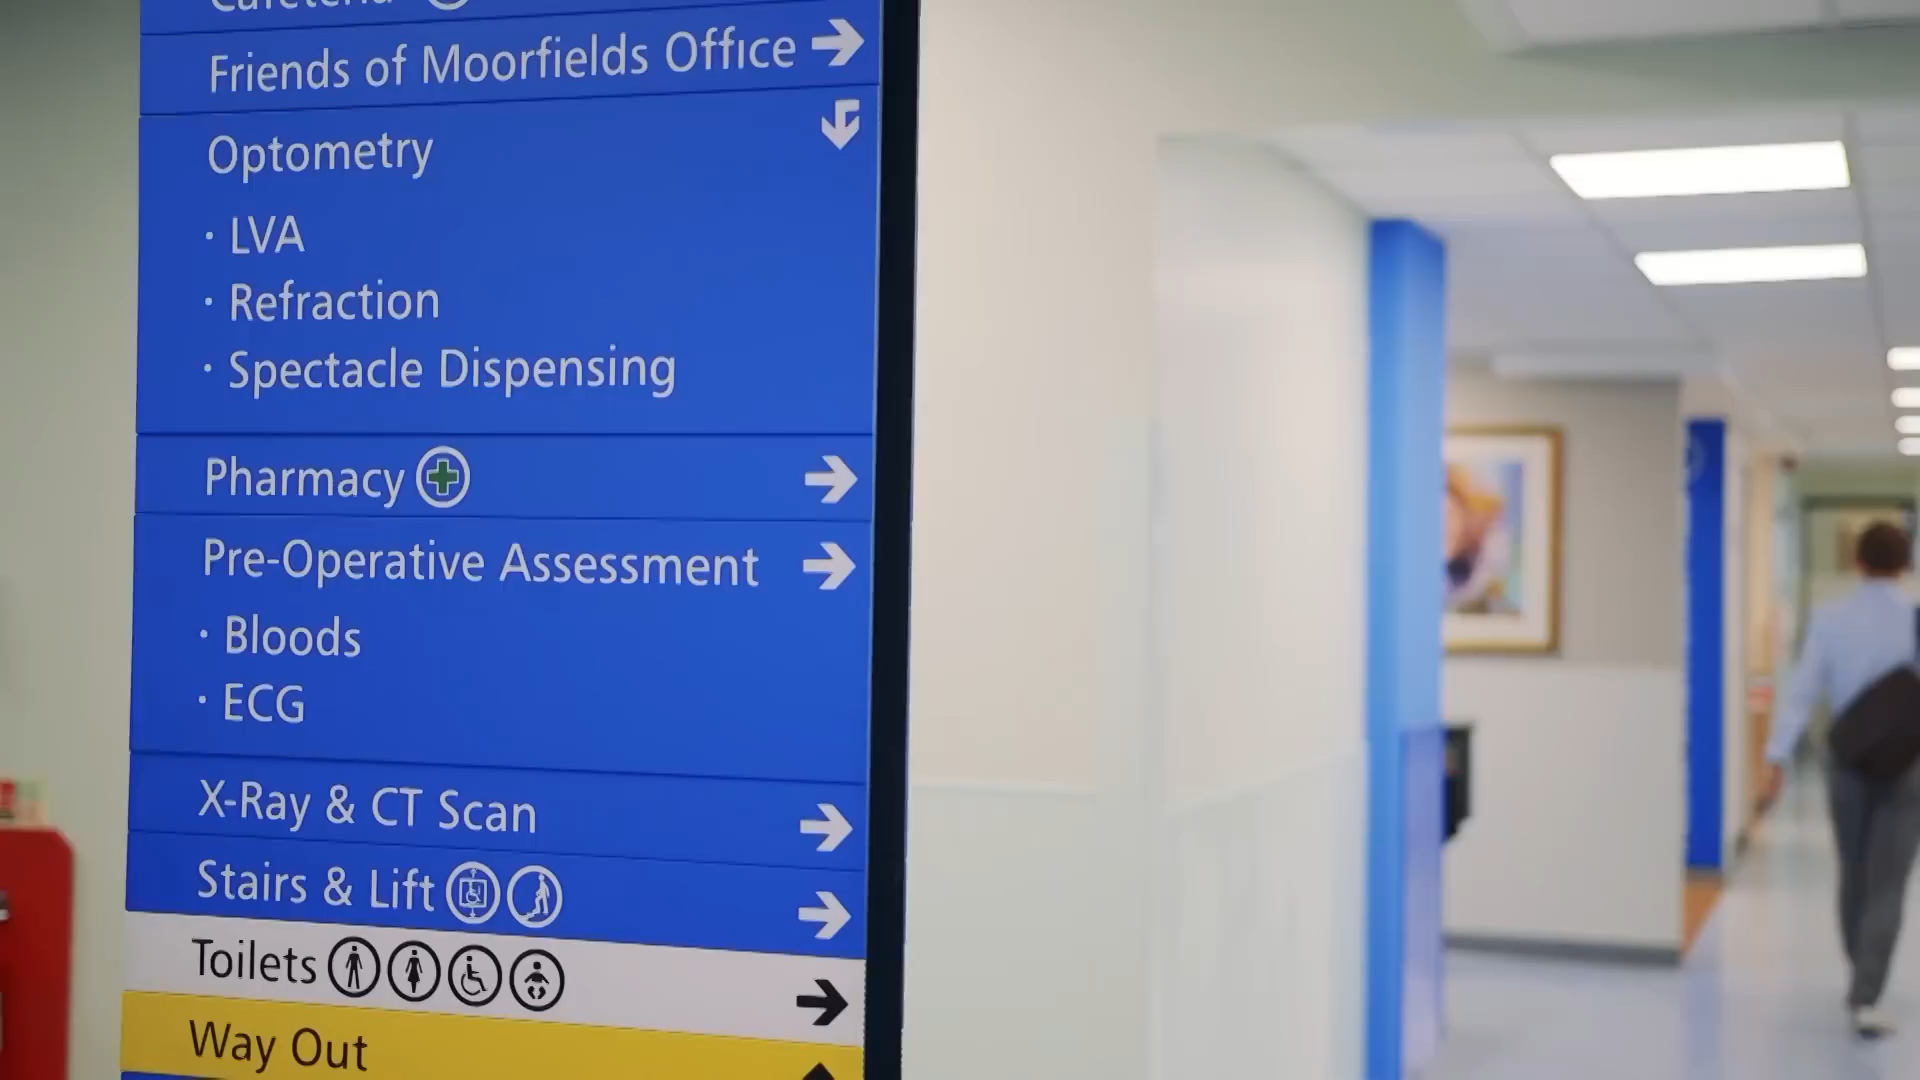 Cafeteria
Friends of Moorfields Office
Optometry
· LVA
· Refraction
· Spectacle Dispensing
Pharmacy
Pre-Operative Assessment
· Bloods
· ECG
X-Ray & CT Scan
Stairs & Lift
Toilets
Way Out